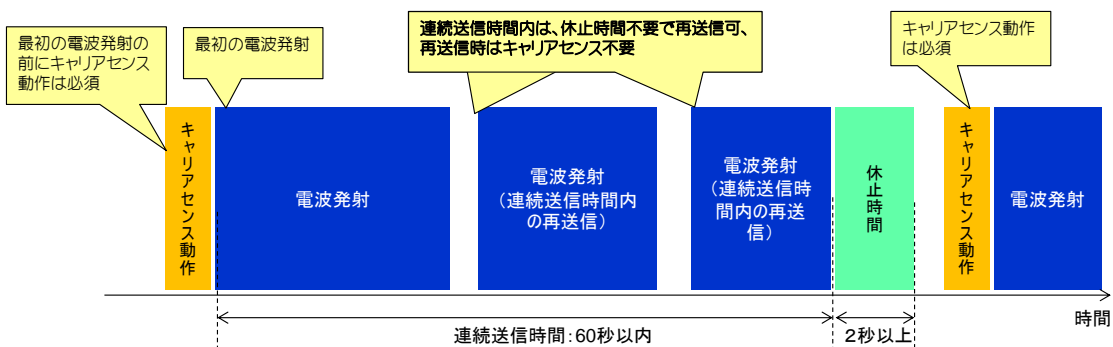 最初の電波発射の
前にキャリアセンス
動作は必須
最初の電波発射
連続送信時間内は、休止時間不要で再送信可、
再送信時はキャリアセンス不要
キャリアセンス動作
は必須
キャリアセンス動作
電波発射
電波発射
（連続送信時間内
の再送信）
電波発射
（連続送信時
間内の再送
信）
休止時間
キャリアセンス動作
電波発射
時間
連続送信時間：60秒以内
2秒以上